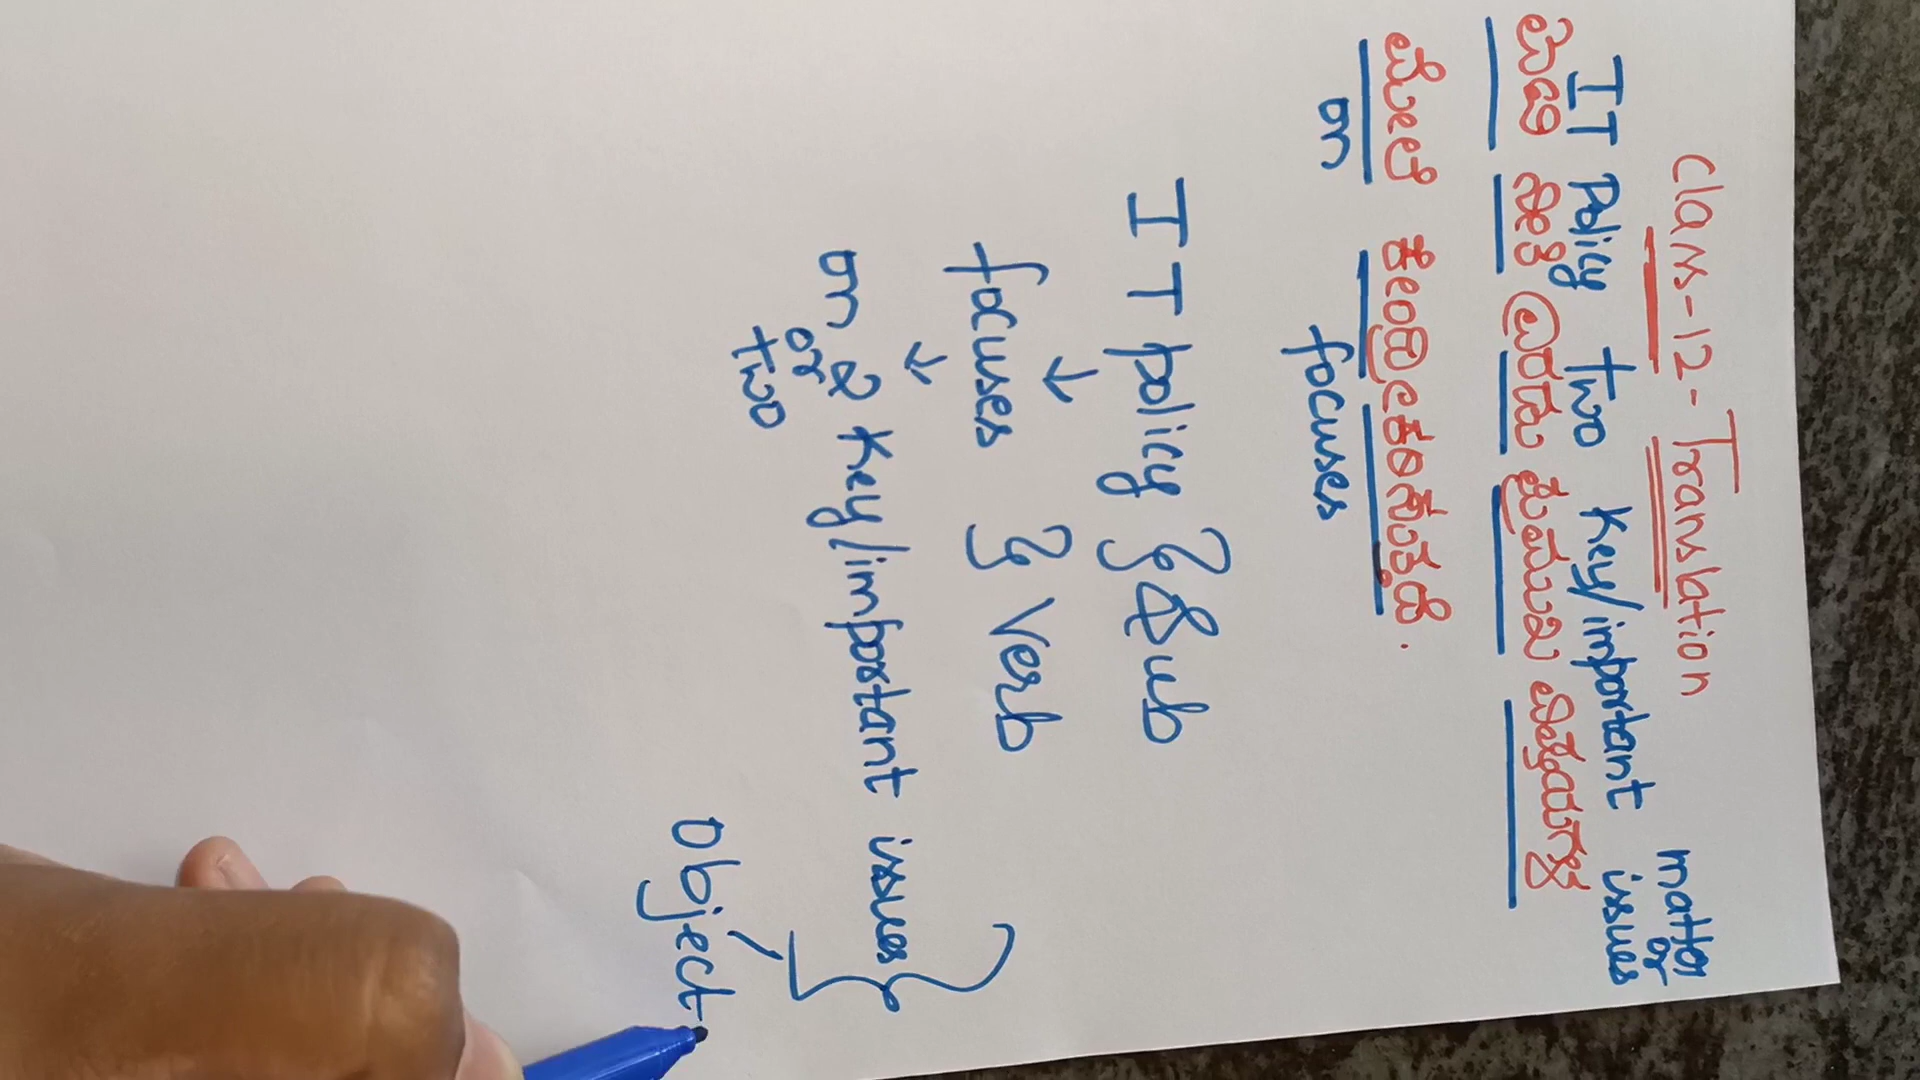 Class-12-Translation
matter
or
IT Policy two Key/important issues
ಐಟಿ ನೀತಿ ಎರಡು ಪ್ರಮುಖ ವಿಷಯಗಳ
ಮೇಲೆ ಕೇಂದ್ರೀಕರಿಸುತ್ತದೆ.
on focuses
IT policy } Sub
↓
focuses } Verb
↓
on 2 Key/important issues }
or
two
Object